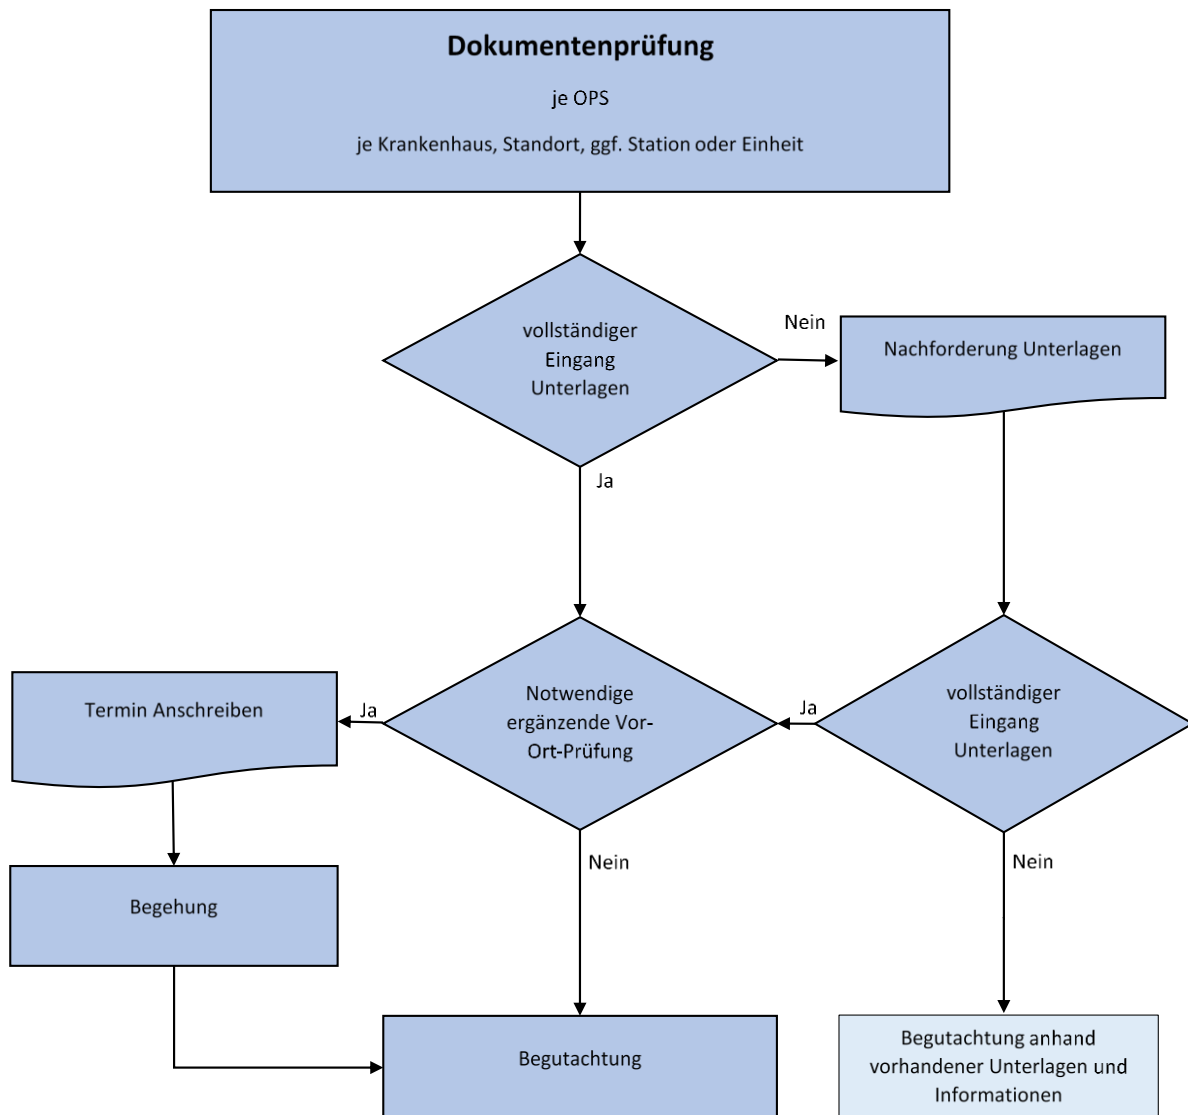 Dokumentenprüfung
je OPS
je Krankenhaus, Standort, ggf. Station oder Einheit
vollständiger
Eingang
Unterlagen
Nein
Nachforderung Unterlagen
Ja
Termin Anschreiben
Ja
Notwendige
ergänzende Vor-
Ort-Prüfung
Ja
vollständiger
Eingang
Unterlagen
Nein
Nein
Begehung
Begutachtung
Begutachtung anhand
vorhandener Unterlagen und
Informationen